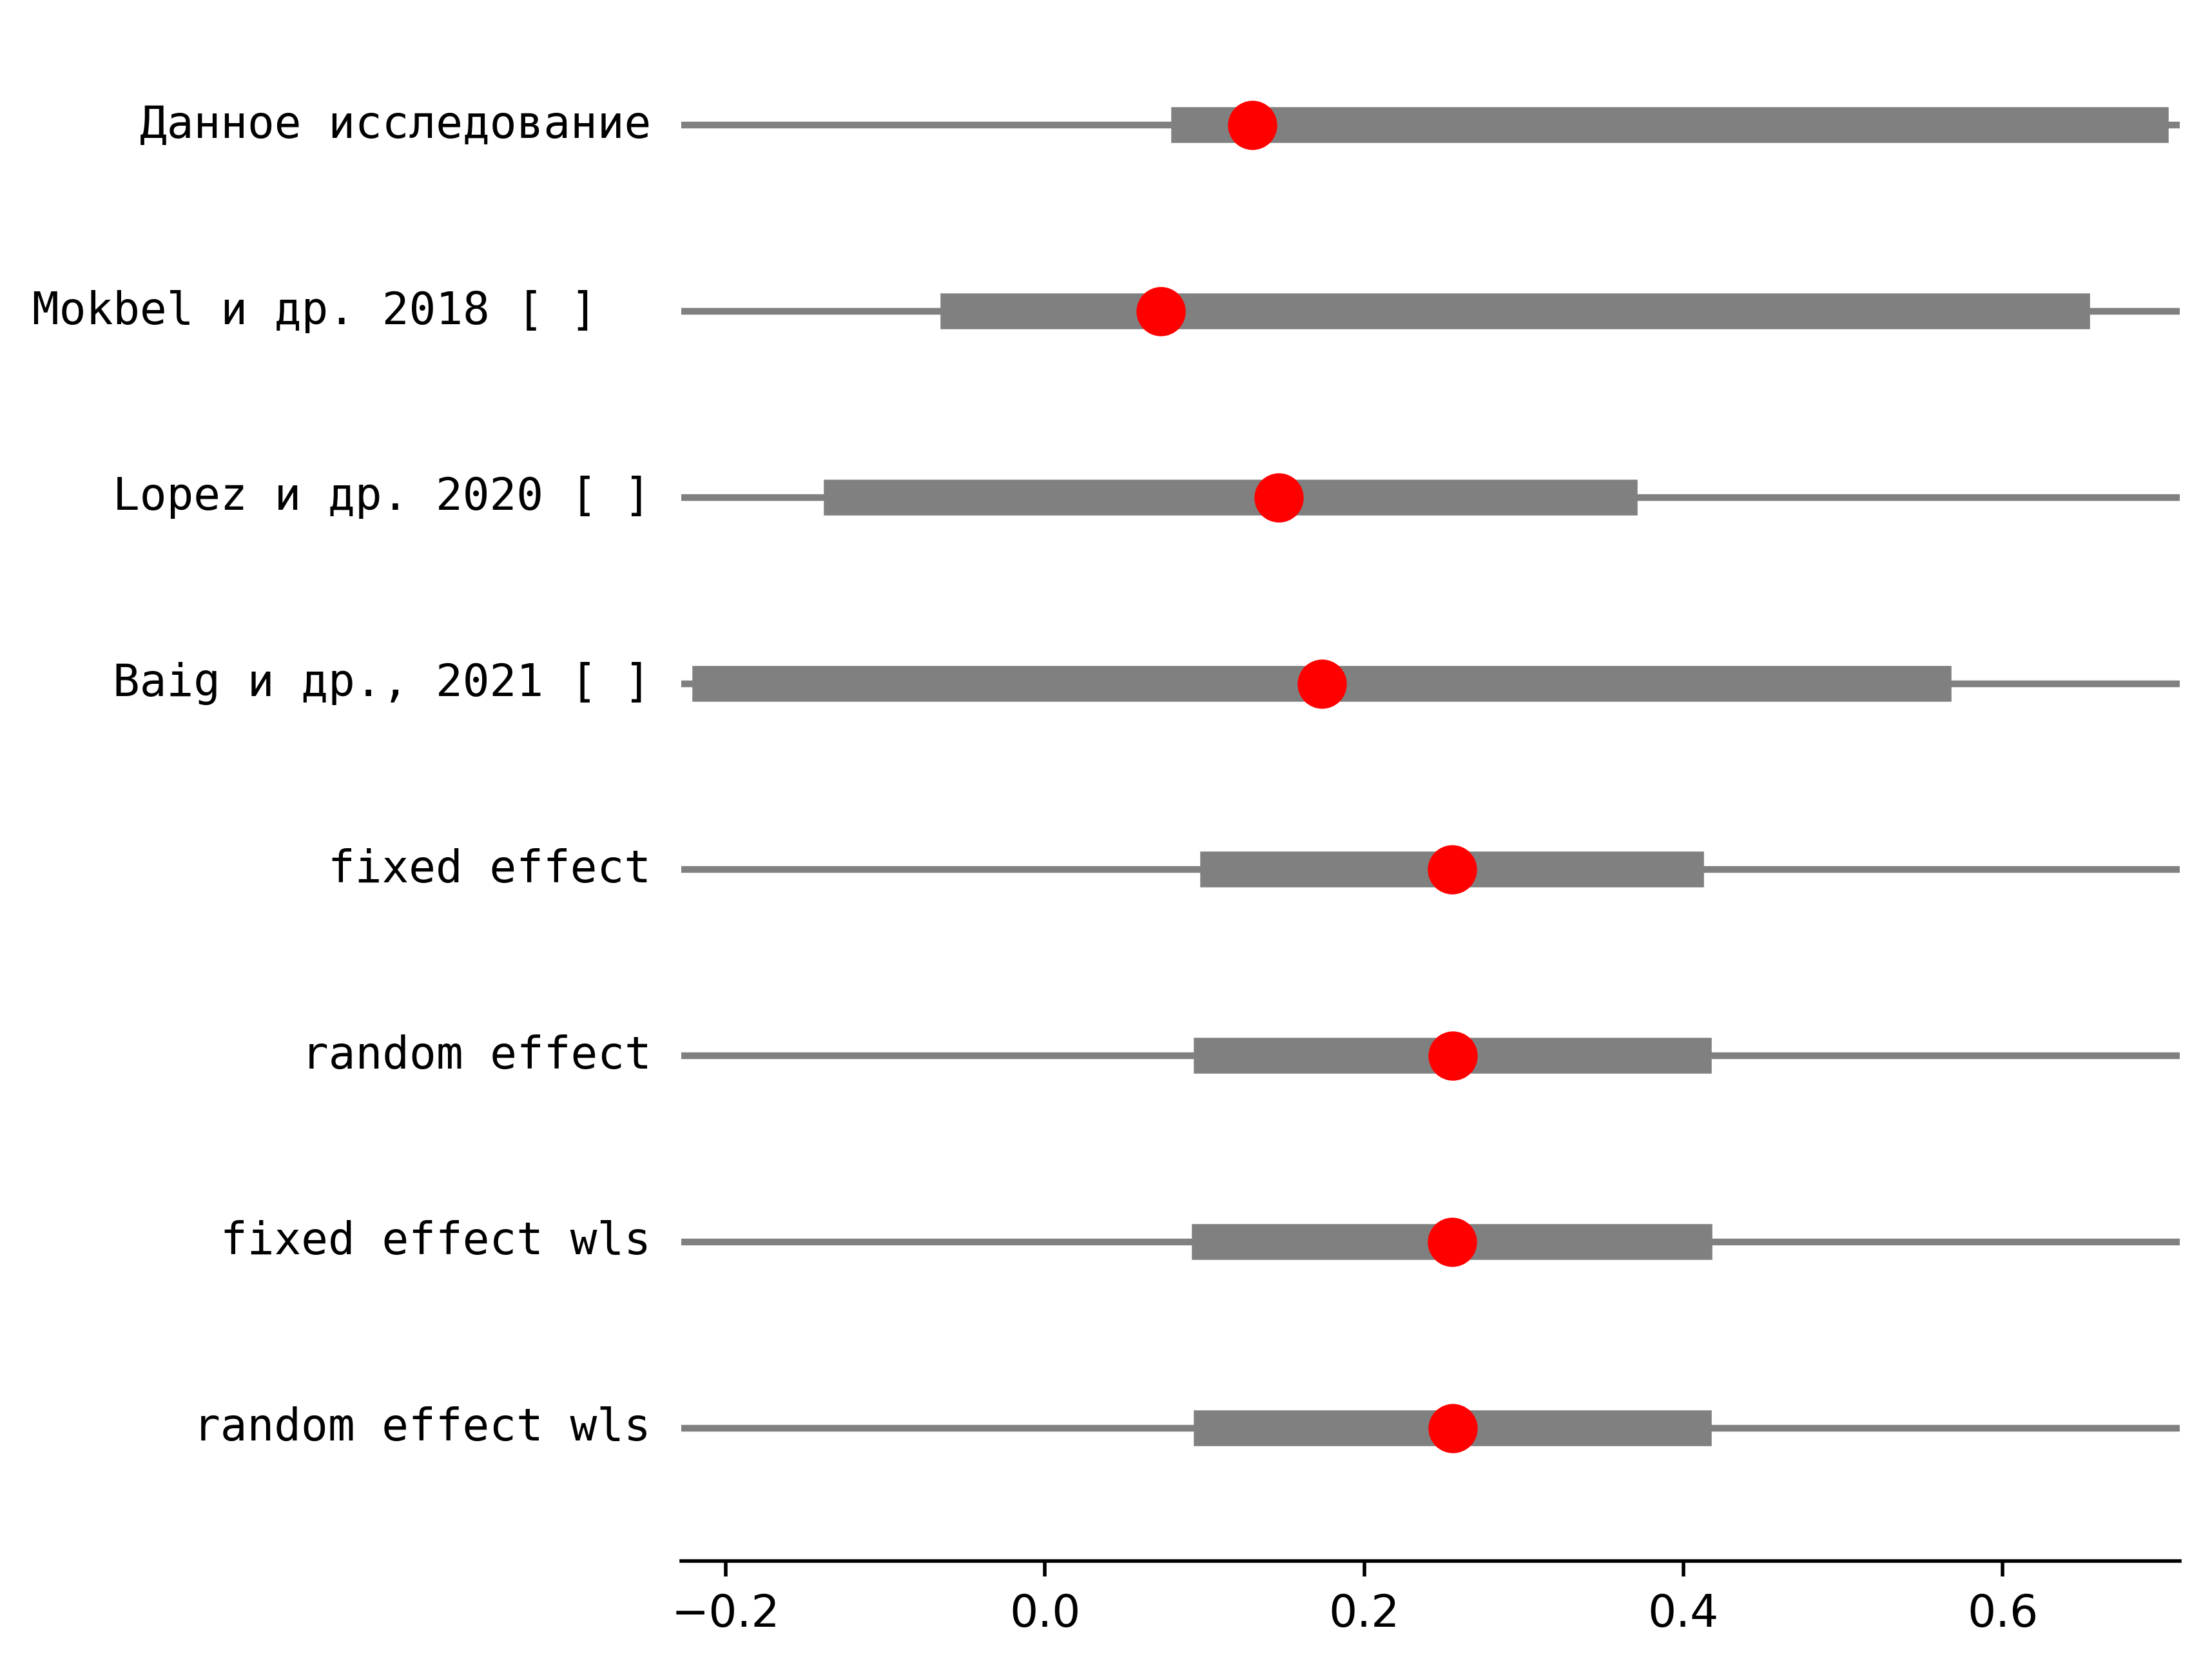 Данное исследование
Mokbel и др. 2018 [ ]
Lopez и др. 2020 [ ]
Baig и др., 2021 [ ]
fixed effect
random effect
fixed effect wls
random effect wls
−0.2 0.0 0.2 0.4 0.6